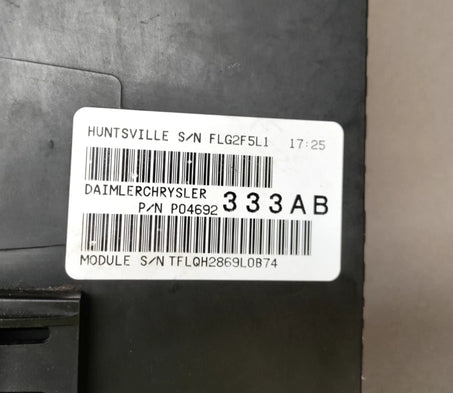 HUNTSVILLE S/N FLG2F5L1 17:25
DAIMLERCHRYSLER
P/N P04692 333AB
MODULE S/N TFLQH2869L0B74